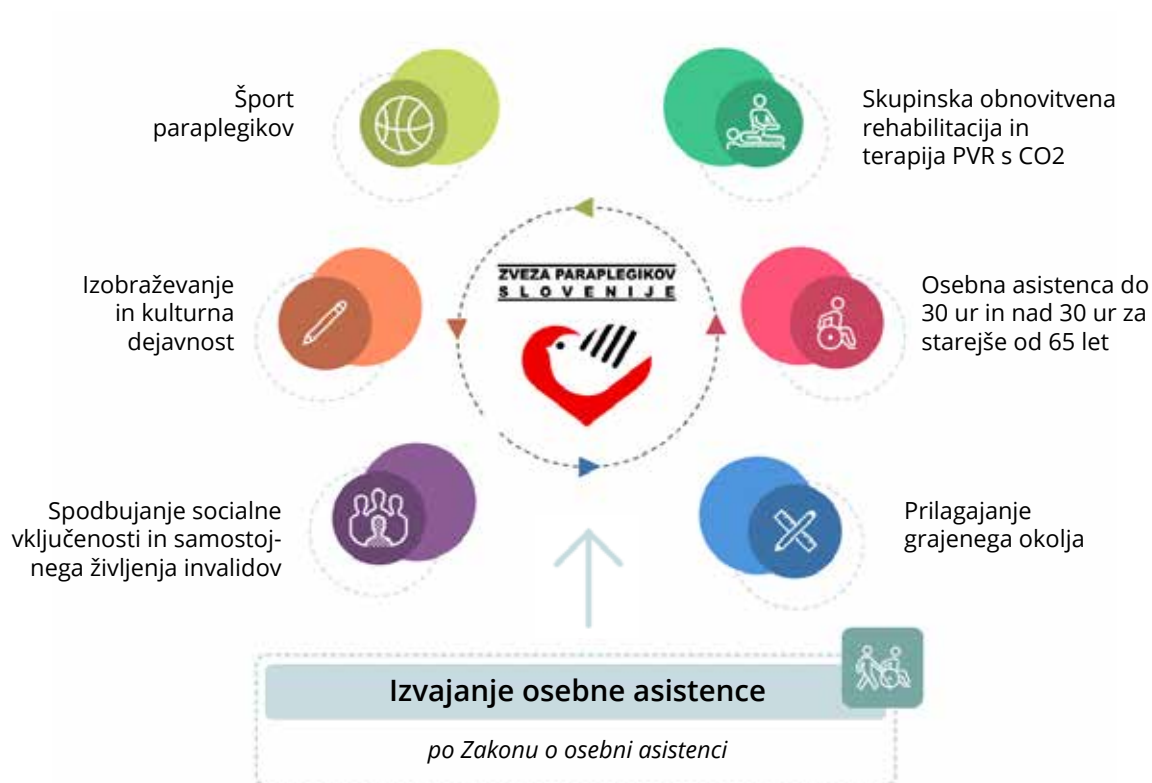 Šport
paraplegikov
Skupinska obnovitvena
rehabilitacija in
terapija PVR s CO2
ZVEZA PARAPLEGIKOV
SLOVENIJE
Izobraževanje
in kulturna
dejavnost
Osebna asistenca do
30 ur in nad 30 ur za
starejše od 65 let
Spodbujanje socialne
vključenosti in samostoj-
nega življenja invalidov
Prilagajanje
grajenega okolja
Izvajanje osebne asistence
po Zakonu o osebni asistenci